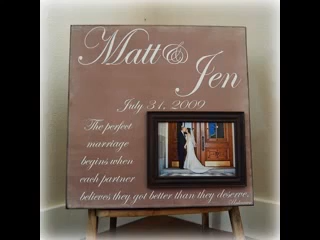 Matt &
Jen
July 31, 2009
The perfect
marriage
begins when
each partner
believes they got better than they deserve.